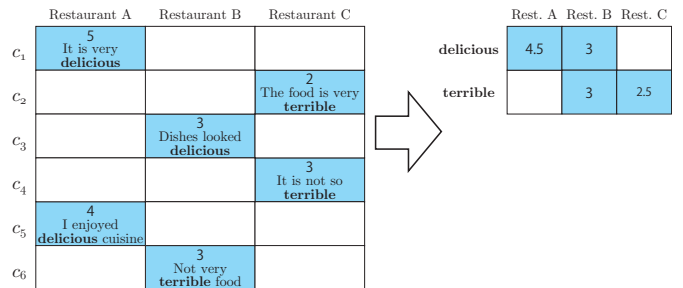 Restaurant A Restaurant B Restaurant C
c1 5
It is very
delicious
c2 2
The food is very
terrible
c3 3
Dishes looked
delicious
c4 3
It is not so
terrible
c5 4
I enjoyed
delicious cuisine
c6 3
Not very
terrible food
Rest. A Rest. B Rest. C
delicious 4.5 3
terrible 3 2.5